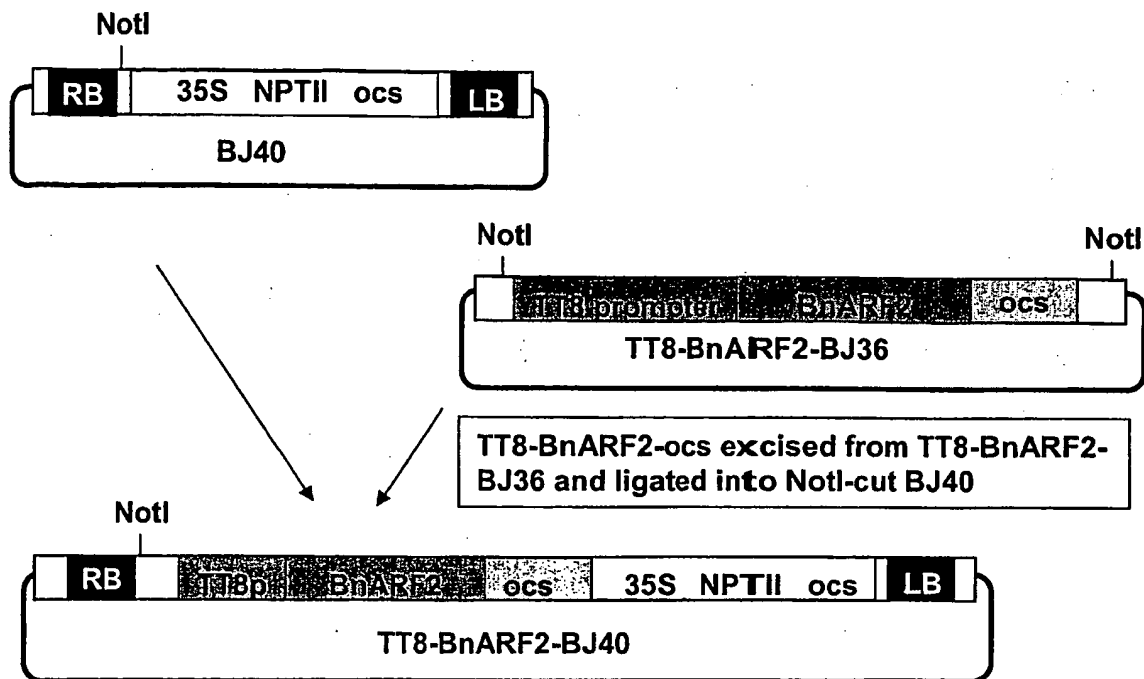 NotI
RB 35S NPTII ocs LB
BJ40
NotI NotI
TT8 promoter BnARF2 ocs
TT8-BnARF2-BJ36
TT8-BnARF2-ocs excised from TT8-BnARF2-
BJ36 and ligated into NotI-cut BJ40
NotI
RB TT8p BnARF2 ocs 35S NPTII ocs LB
TT8-BnARF2-BJ40